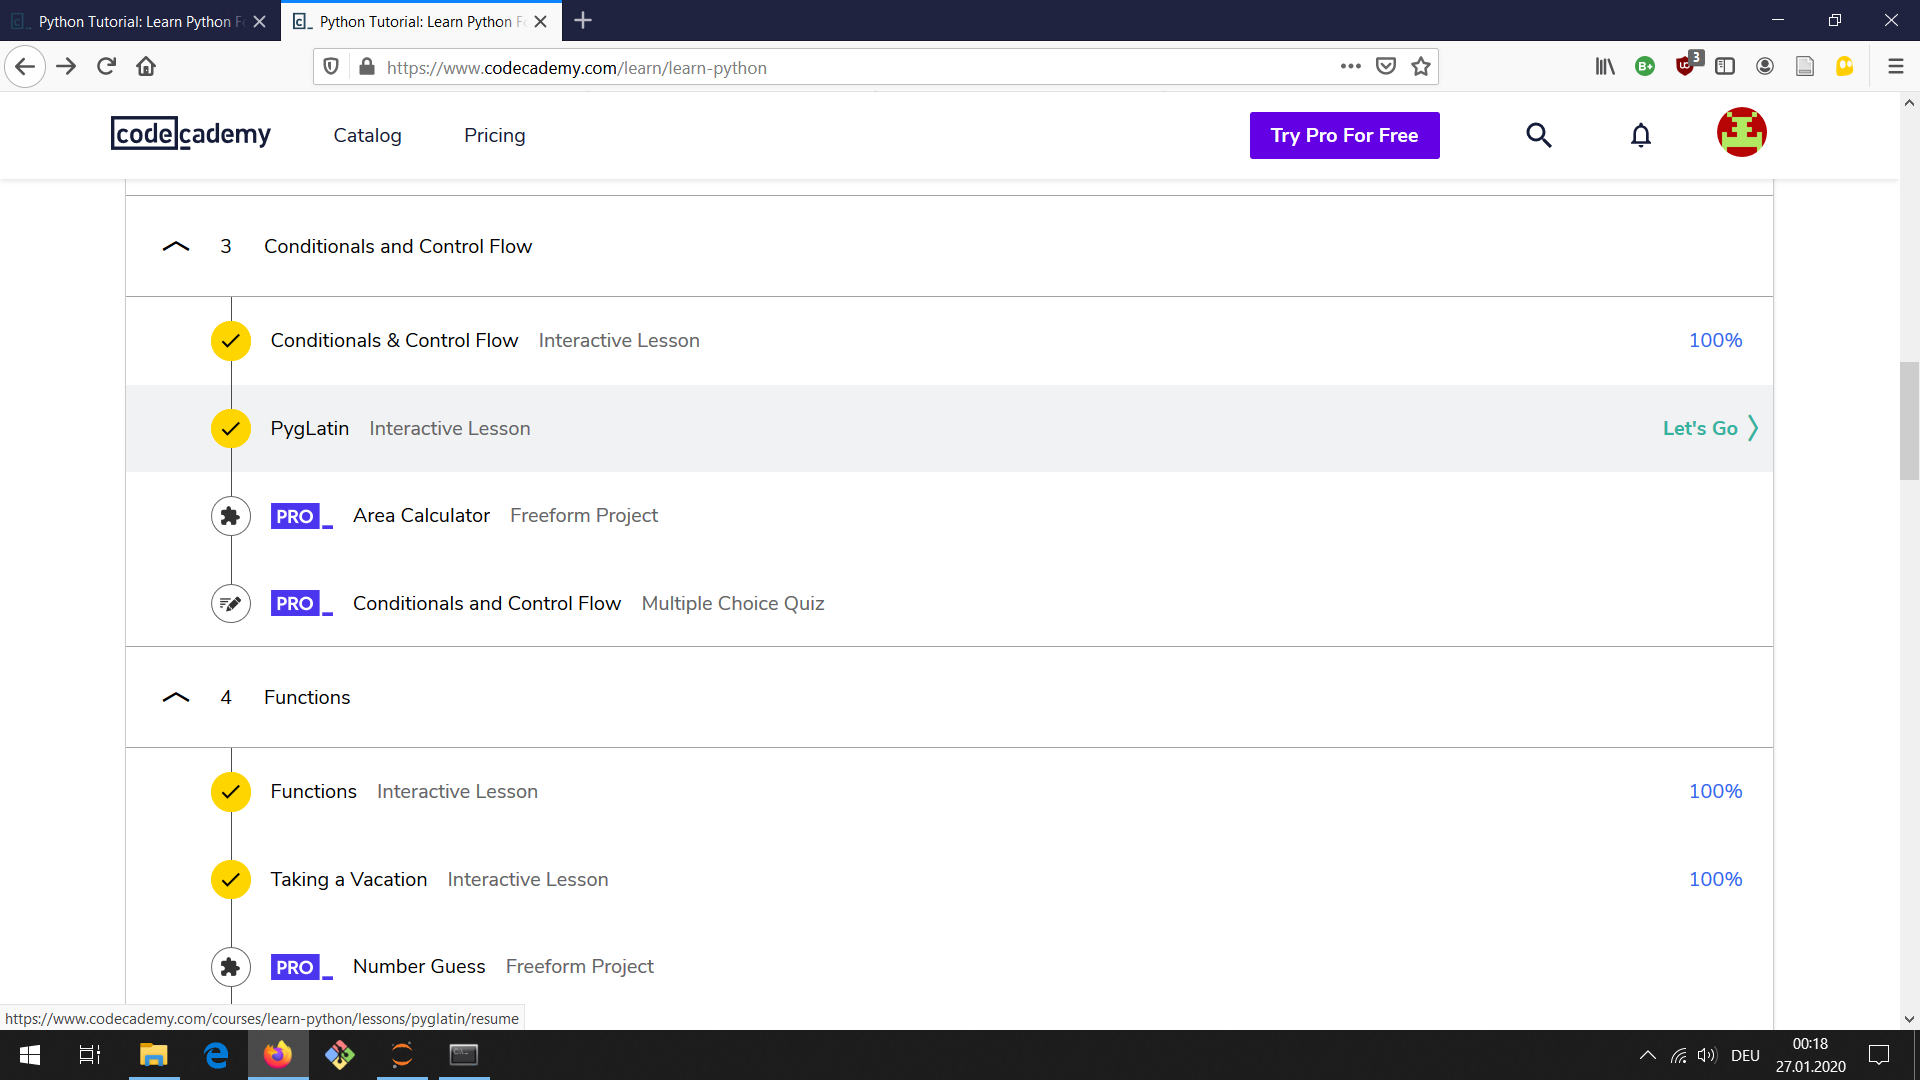 Python Tutorial: Learn Python F
Python Tutorial: Learn Python F
https://www.codecademy.com/learn/learn-python
B+
3
codecademy
Catalog
Pricing
Try Pro For Free
3 Conditionals and Control Flow
Conditionals & Control Flow Interactive Lesson 100%
PygLatin Interactive Lesson Let's Go
PRO_ Area Calculator Freeform Project
PRO_ Conditionals and Control Flow Multiple Choice Quiz
4 Functions
Functions Interactive Lesson 100%
Taking a Vacation Interactive Lesson 100%
PRO_ Number Guess Freeform Project
https://www.codecademy.com/courses/learn-python/lessons/pyglatin/resume
DEU
00:18
27.01.2020